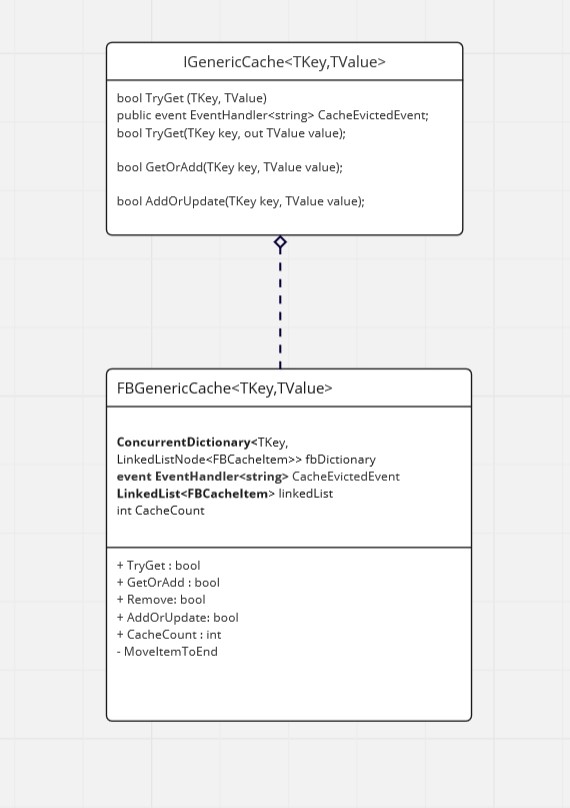 IGenericCache<TKey,TValue>
bool TryGet (TKey, TValue)
public event EventHandler<string> CacheEvictedEvent;
bool TryGet(TKey key, out TValue value);
bool GetOrAdd(TKey key, TValue value);
bool AddOrUpdate(TKey key, TValue value);
FBGenericCache<TKey,TValue>
ConcurrentDictionary<TKey,
LinkedListNode<FBCacheItem>> fbDictionary
event EventHandler<string> CacheEvictedEvent
LinkedList<FBCacheItem> linkedList
int CacheCount
+ TryGet : bool
+ GetOrAdd : bool
+ Remove: bool
+ AddOrUpdate: bool
+ CacheCount : int
- MoveItemToEnd